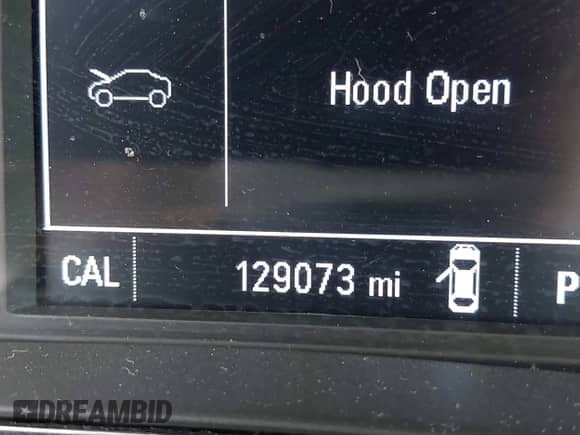 Hood Open
CAL 129073 mi P
DREAMBID